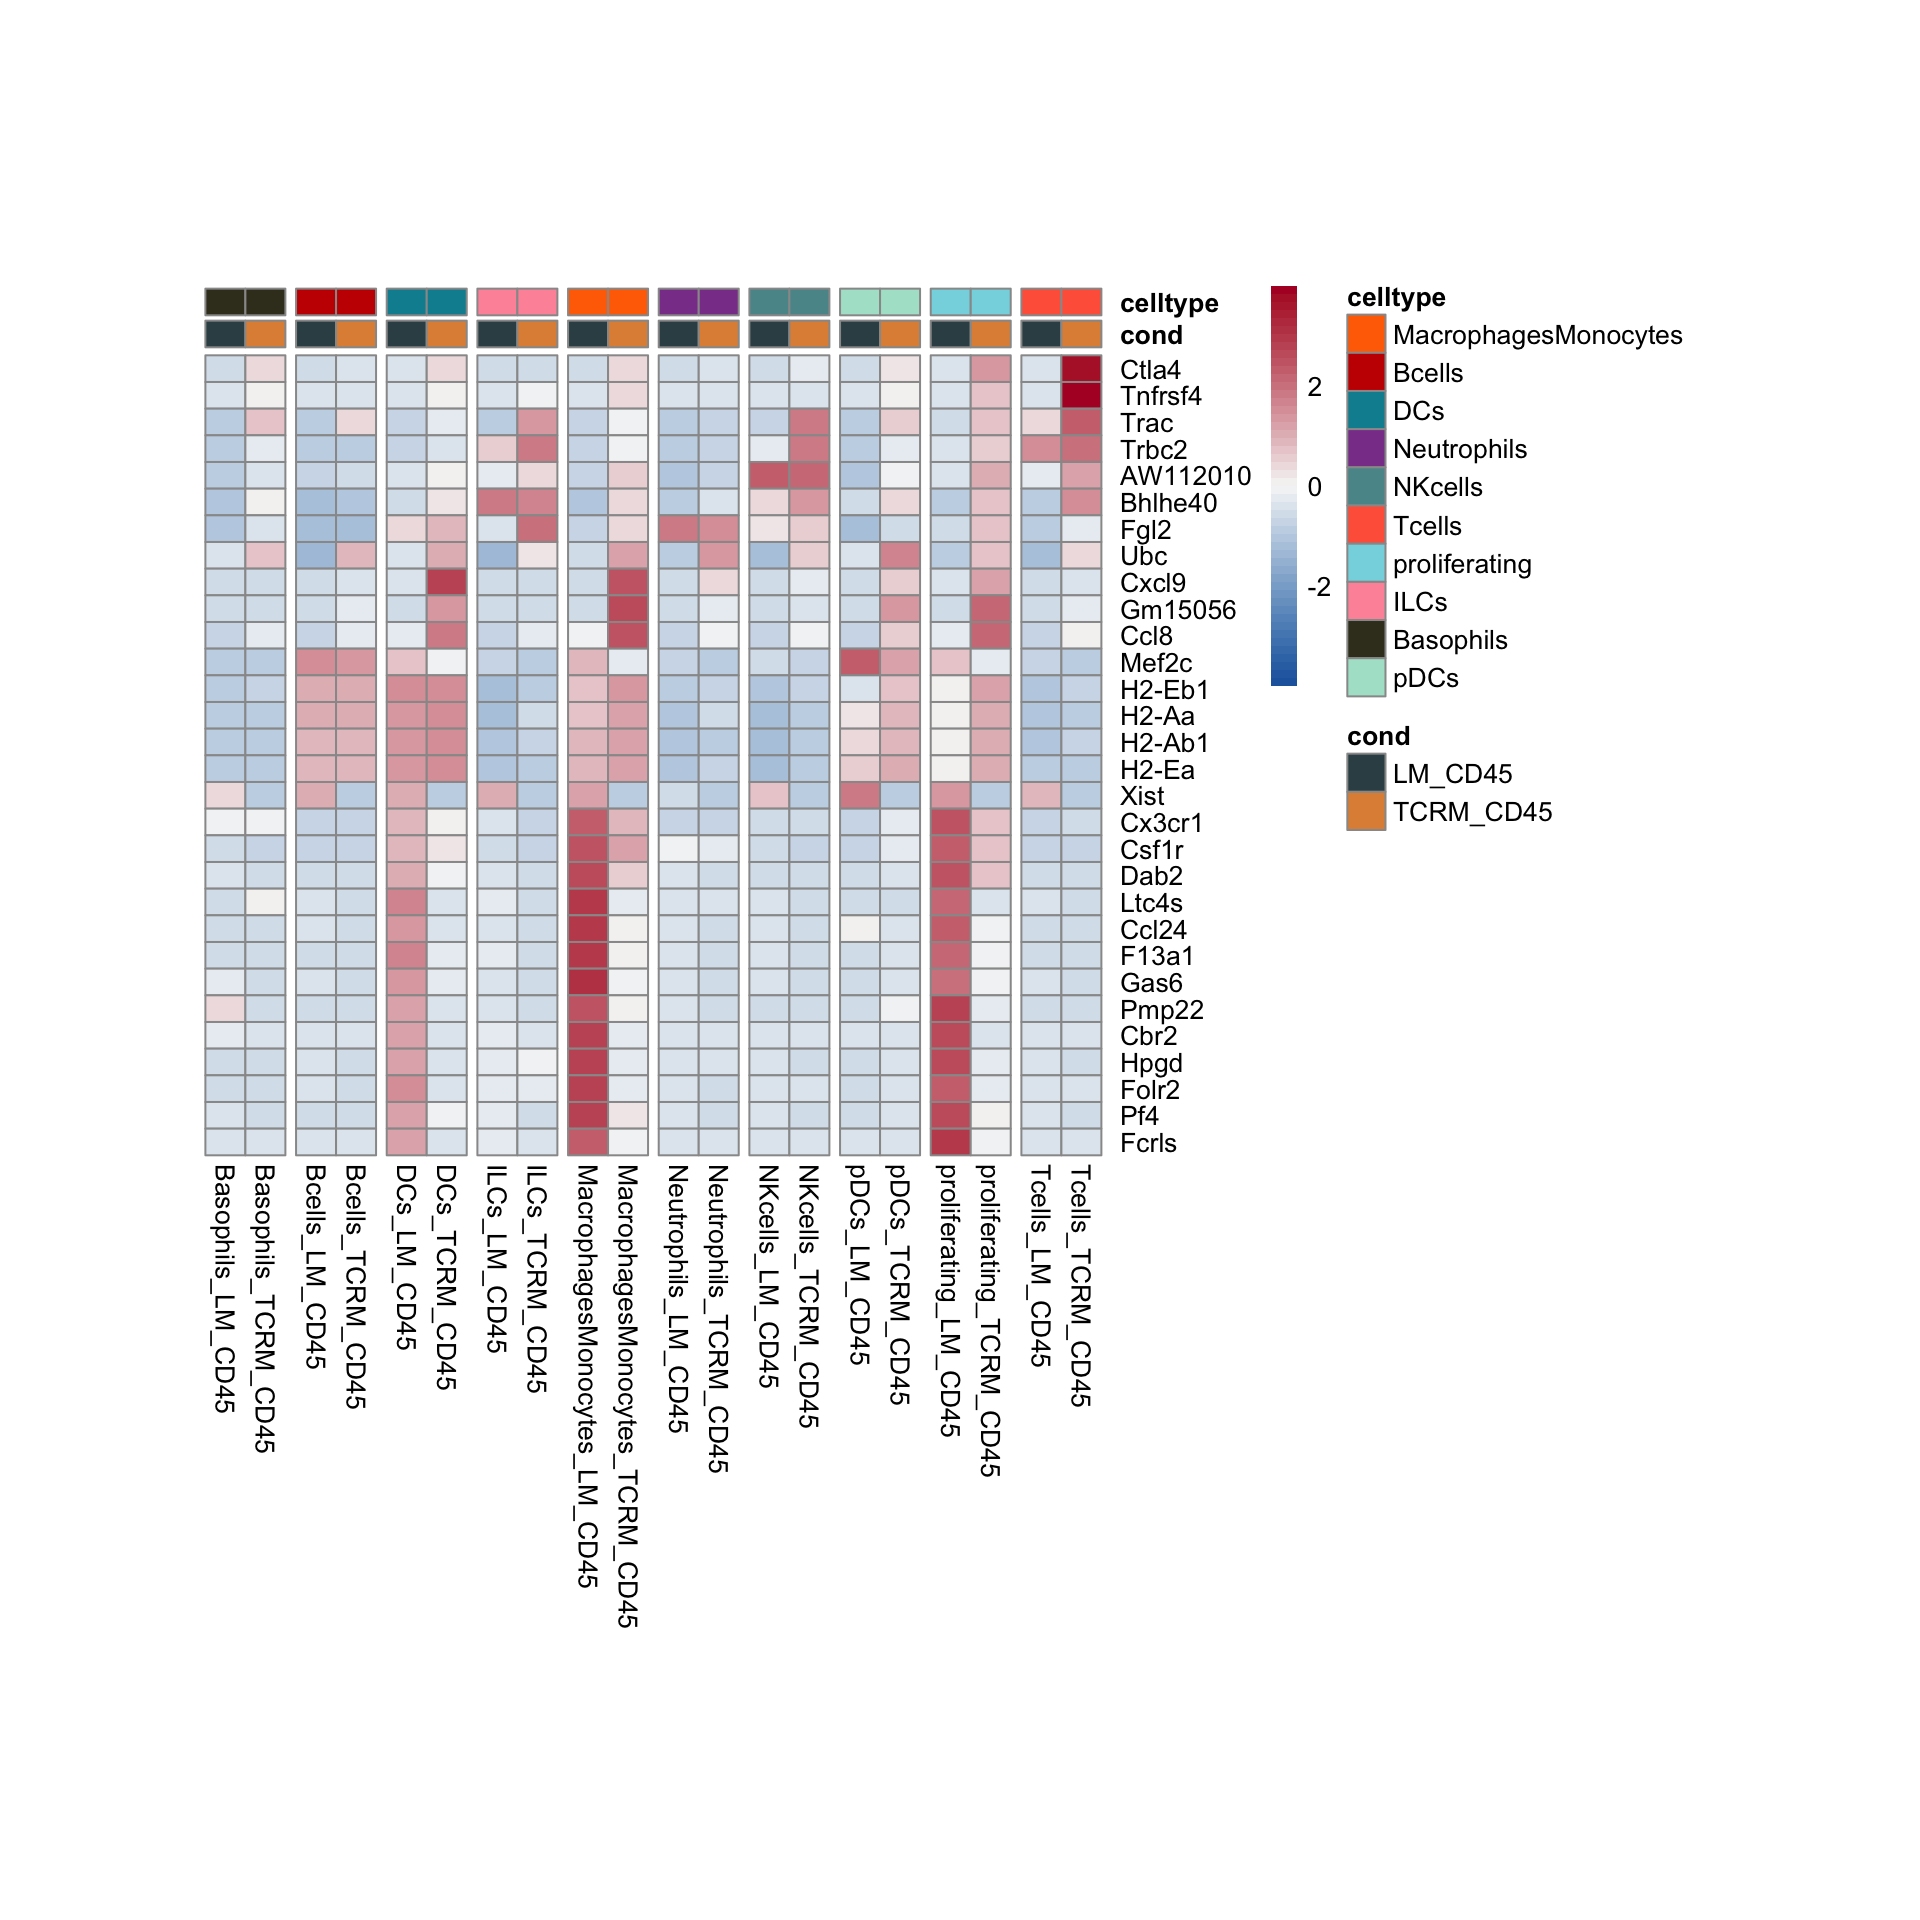 celltype
cond
Ctla4
Tnfrsf4
Trac
Trbc2
AW112010
Bhlhe40
Fgl2
Ubc
Cxcl9
Gm15056
Ccl8
Mef2c
H2-Eb1
H2-Aa
H2-Ab1
H2-Ea
Xist
Cx3cr1
Csf1r
Dab2
Ltc4s
Ccl24
F13a1
Gas6
Pmp22
Cbr2
Hpgd
Folr2
Pf4
Fcrls
Basophils_LM_CD45
Basophils_TCRM_CD45
Bcells_LM_CD45
Bcells_TCRM_CD45
DCs_LM_CD45
DCs_TCRM_CD45
ILCs_LM_CD45
ILCs_TCRM_CD45
MacrophagesMonocytes_LM_CD45
MacrophagesMonocytes_TCRM_CD45
Neutrophils_LM_CD45
Neutrophils_TCRM_CD45
NKcells_LM_CD45
NKcells_TCRM_CD45
pDCs_LM_CD45
pDCs_TCRM_CD45
proliferating_LM_CD45
proliferating_TCRM_CD45
Tcells_LM_CD45
Tcells_TCRM_CD45
2
0
-2
celltype
MacrophagesMonocytes
Bcells
DCs
Neutrophils
NKcells
Tcells
proliferating
ILCs
Basophils
pDCs
cond
LM_CD45
TCRM_CD45